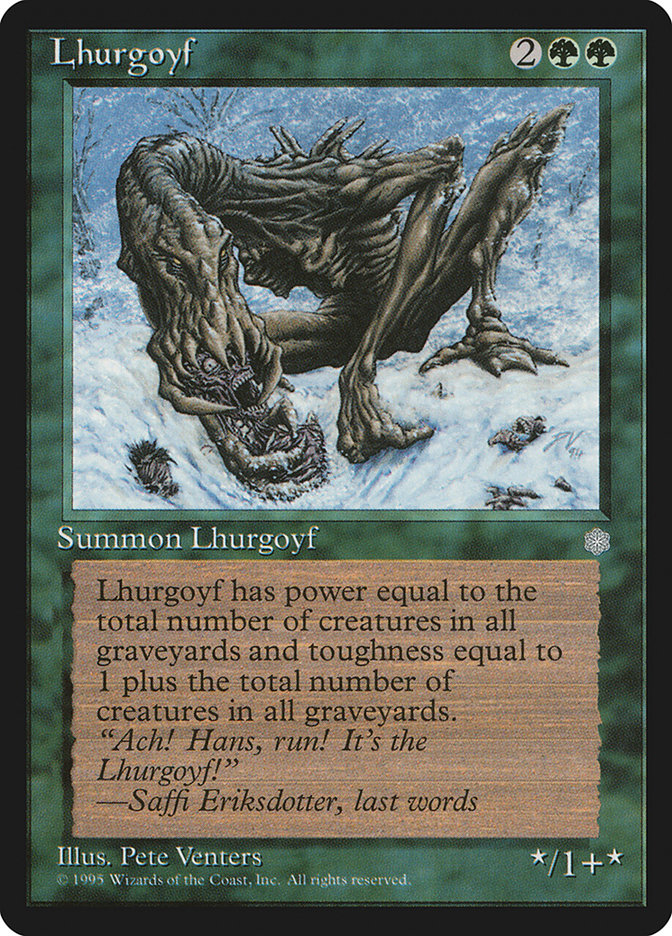 Lhurgoyf 2
Summon Lhurgoyf
Lhurgoyf has power equal to the
total number of creatures in all
graveyards and toughness equal to
1 plus the total number of
creatures in all graveyards.
“Ach! Hans, run! It’s the
Lhurgoyf!”
—Saffi Eriksdotter, last words
Illus. Pete Venters
*/1+*
© 1995 Wizards of the Coast, Inc. All rights reserved.